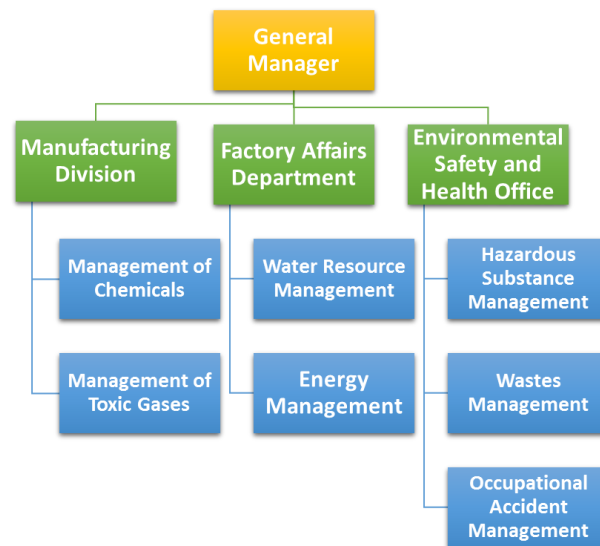 General
Manager
Manufacturing
Division
Factory Affairs
Department
Environmental
Safety and
Health Office
Management of
Chemicals
Water Resource
Management
Hazardous
Substance
Management
Management of
Toxic Gases
Energy
Management
Wastes
Management
Occupational
Accident
Management